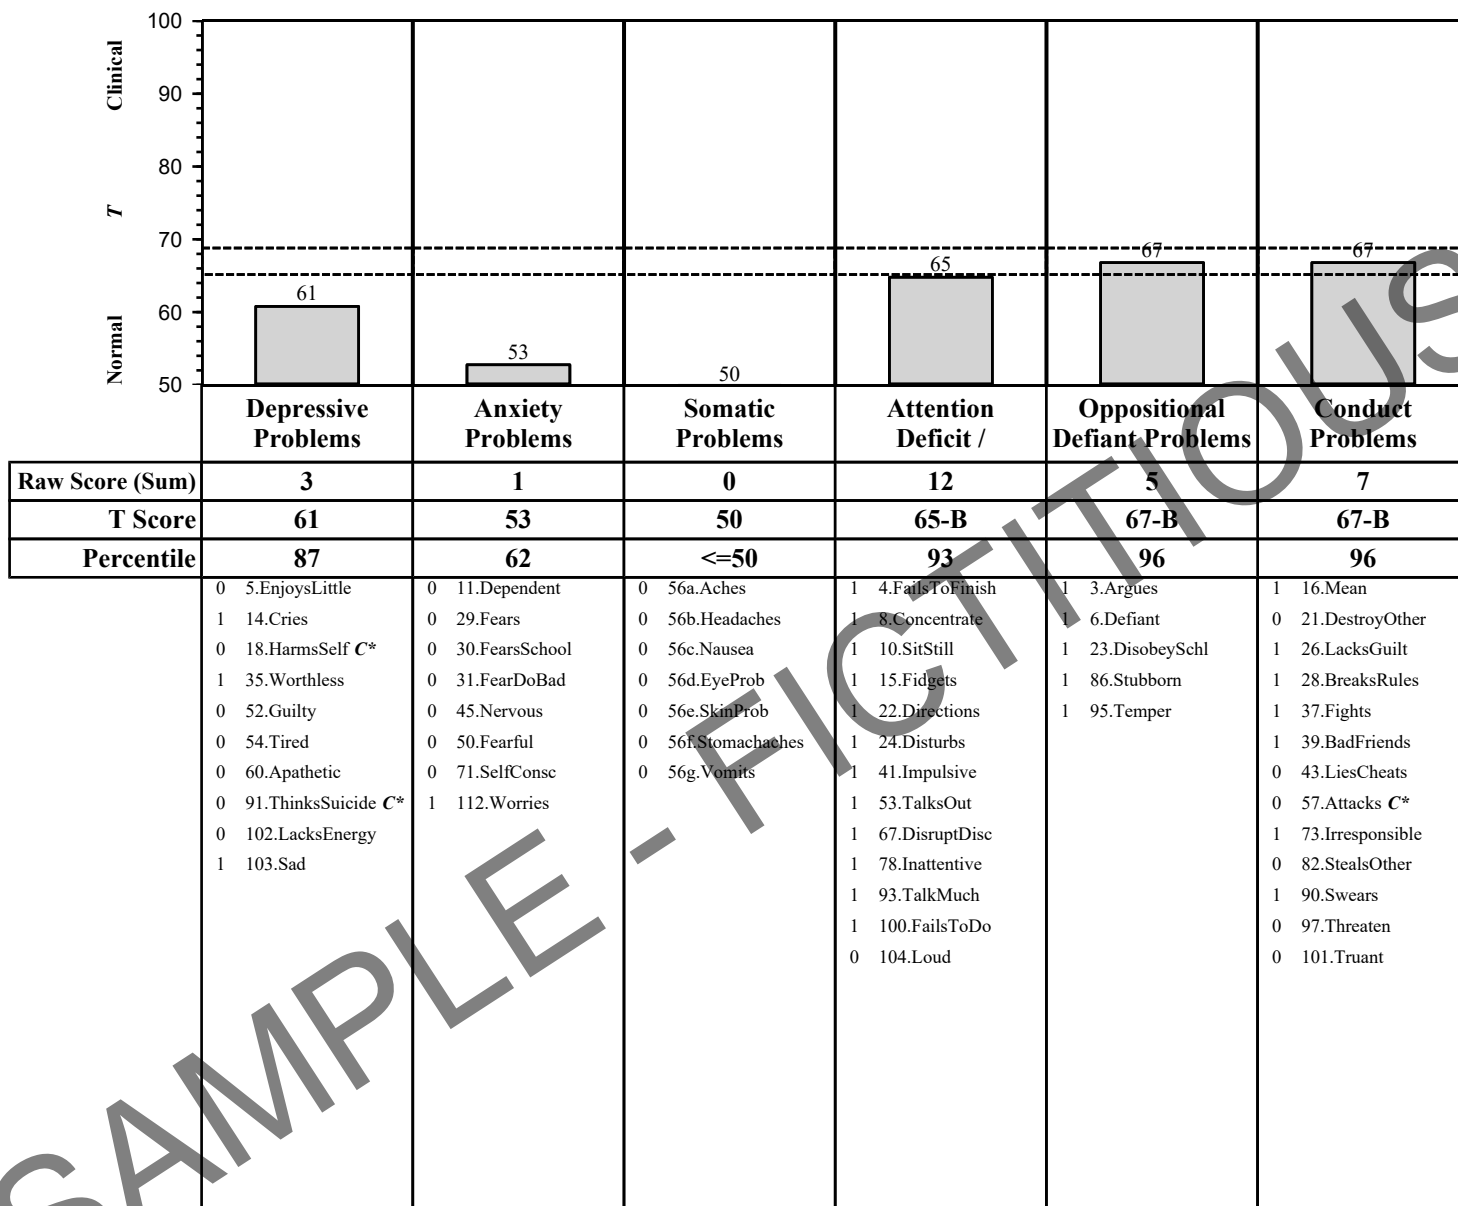 100
90
80
70
60
50
Clinical
T
Normal
61
53
50
65
67
67
Depressive Problems
Anxiety Problems
Somatic Problems
Attention Deficit /
Oppositional Defiant Problems
Conduct Problems
Raw Score (Sum) 3 1 0 12 5 7
T Score 61 53 50 65-B 67-B 67-B
Percentile 87 62 <=50 93 96 96
0 5.EnjoysLittle
1 14.Cries
0 18.HarmsSelf C*
1 35.Worthless
0 52.Guilty
0 54.Tired
0 60.Apathetic
0 91.ThinksSuicide C*
0 102.LacksEnergy
1 103.Sad
0 11.Dependent
0 29.Fears
0 30.FearsSchool
0 31.FearDoBad
0 45.Nervous
0 50.Fearful
0 71.SelfConsc
1 112.Worries
0 56a.Aches
0 56b.Headaches
0 56c.Nausea
0 56d.EyeProb
0 56e.SkinProb
0 56f.Stomachaches
0 56g.Vomits
1 4.FailsToFinish
1 8.Concentrate
1 10.SitStill
1 15.Fidgets
1 22.Directions
1 24.Disturbs
1 41.Impulsive
1 53.TalksOut
1 67.DisruptDisc
1 78.Inattentive
1 93.TalkMuch
1 100.FailsToDo
0 104.Loud
1 3.Argues
1 6.Defiant
1 23.DisobeySchl
1 86.Stubborn
1 95.Temper
1 16.Mean
0 21.DestroyOther
1 26.LacksGuilt
1 28.BreaksRules
1 37.Fights
1 39.BadFriends
0 43.LiesCheats
0 57.Attacks C*
1 73.Irresponsible
0 82.StealsOther
1 90.Swears
0 97.Threaten
0 101.Truant
SAMPLE - FICTITIOUS